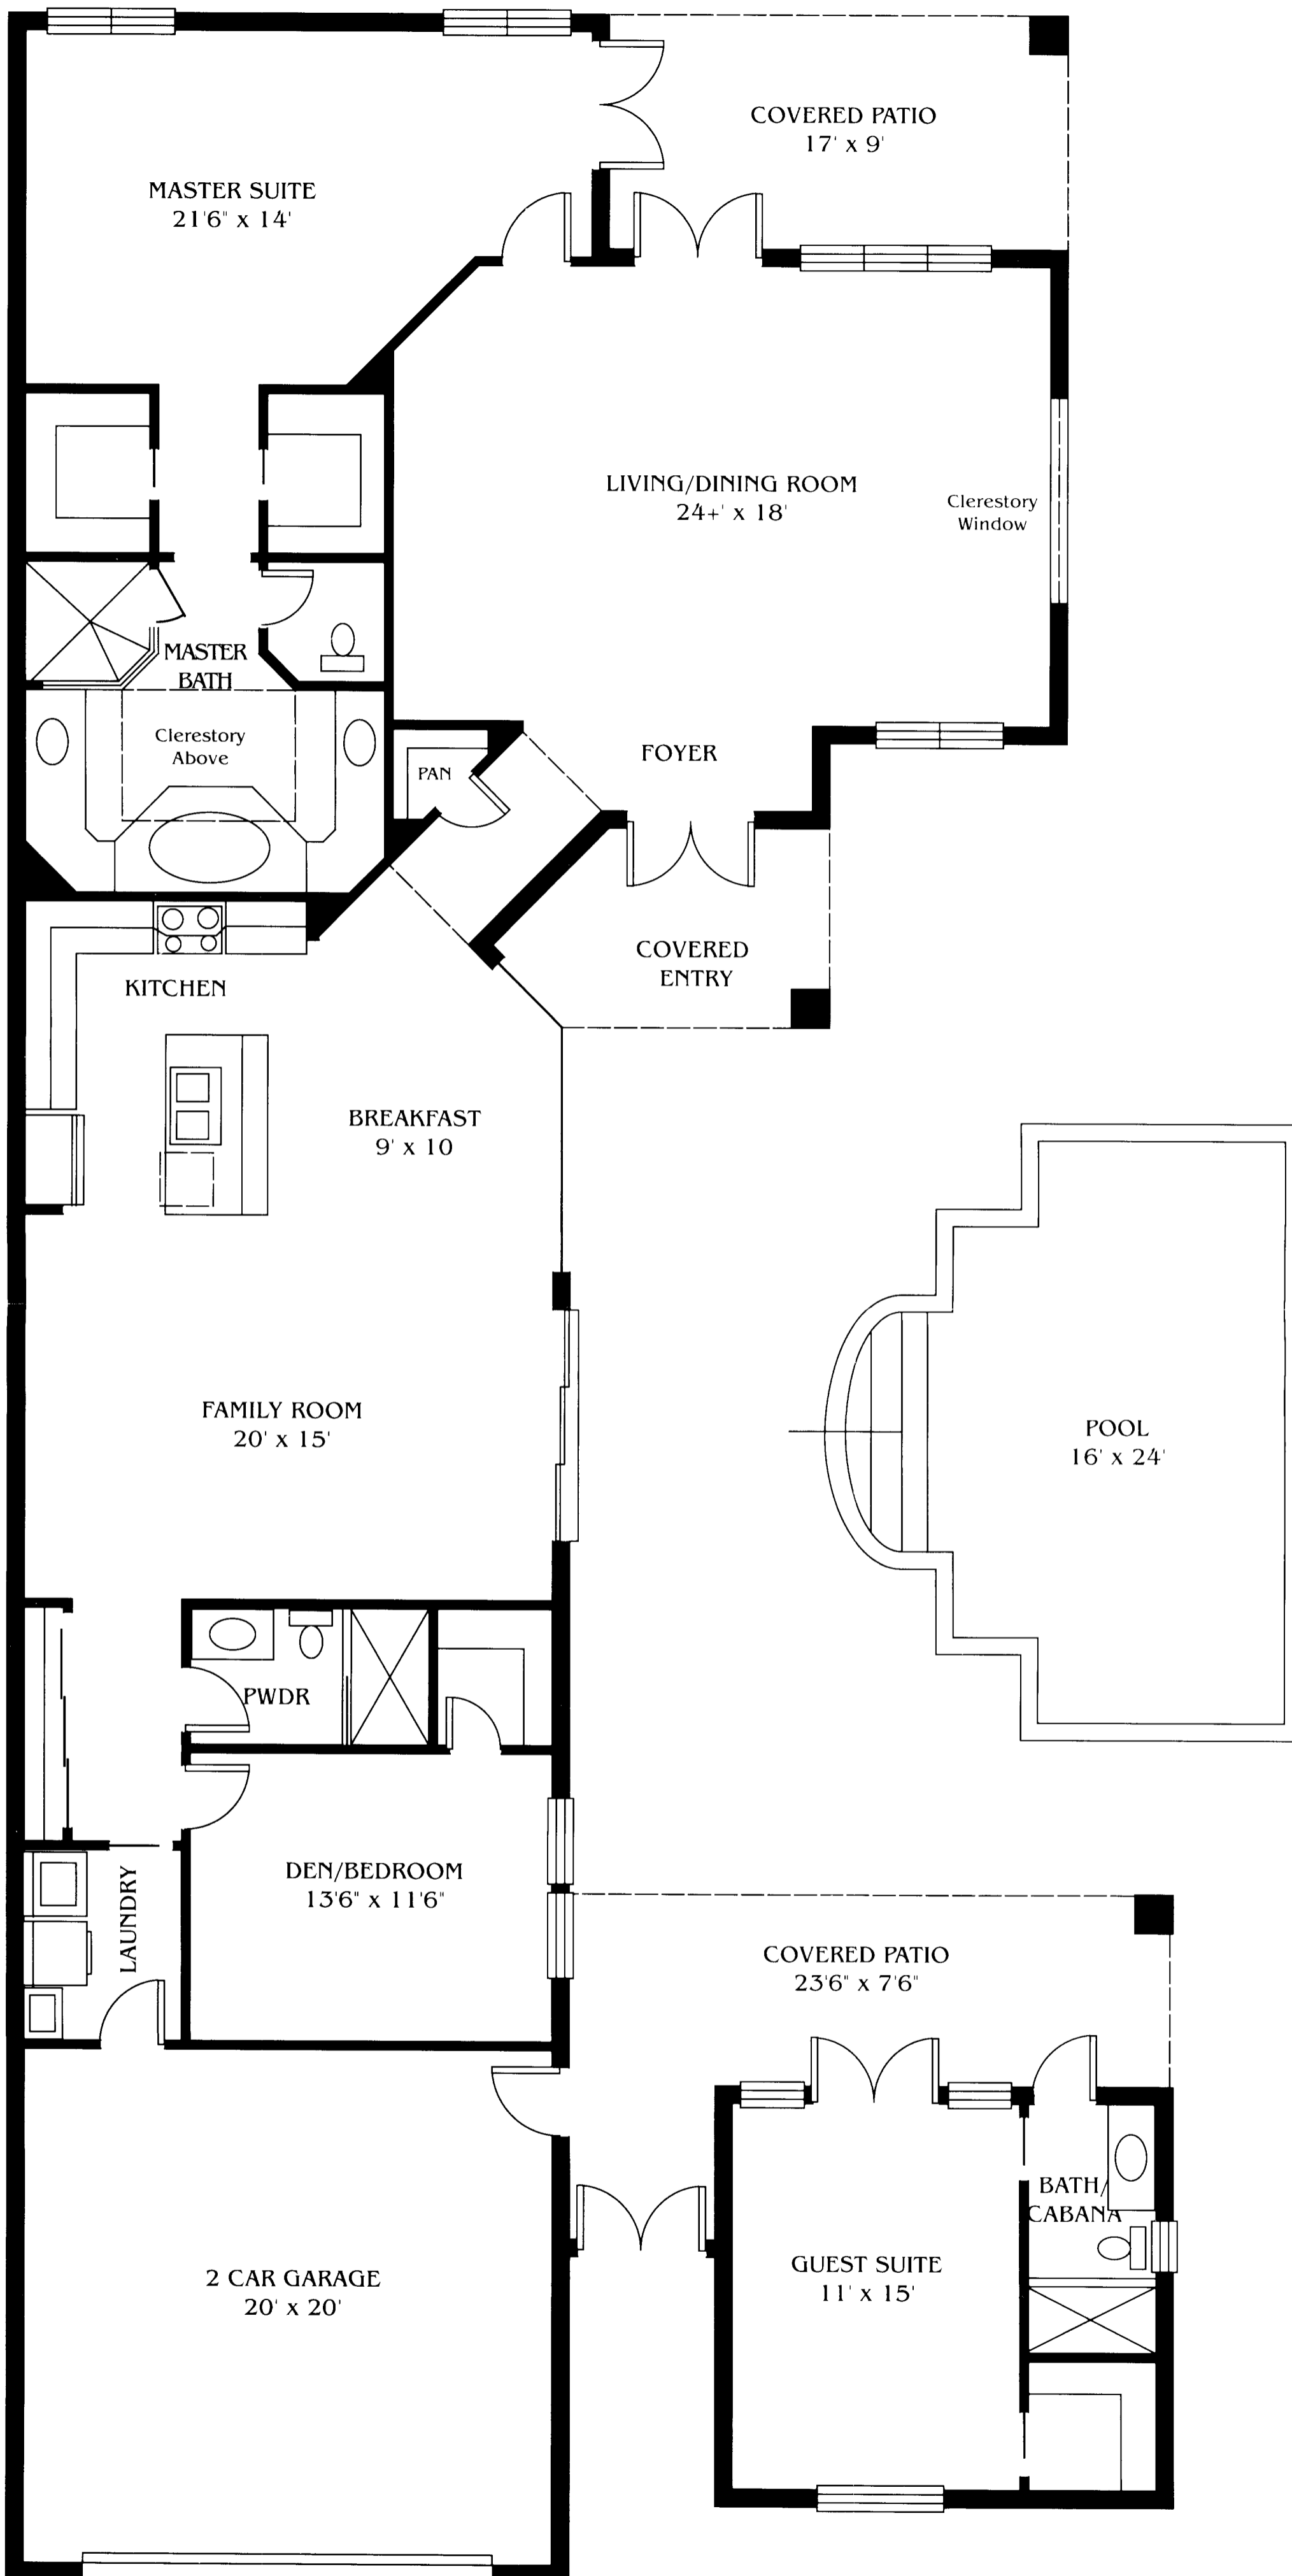 COVERED PATIO
17' x 9'
MASTER SUITE
21'6" x 14'
LIVING/DINING ROOM
24+' x 18'
Clerestory
Window
MASTER
BATH
Clerestory
Above
PAN
FOYER
COVERED
ENTRY
KITCHEN
BREAKFAST
9' x 10
FAMILY ROOM
20' x 15'
POOL
16' x 24'
PWDR
DEN/BEDROOM
13'6" x 11'6"
LAUNDRY
COVERED PATIO
23'6" x 7'6"
BATH/
CABANA
GUEST SUITE
11' x 15'
2 CAR GARAGE
20' x 20'